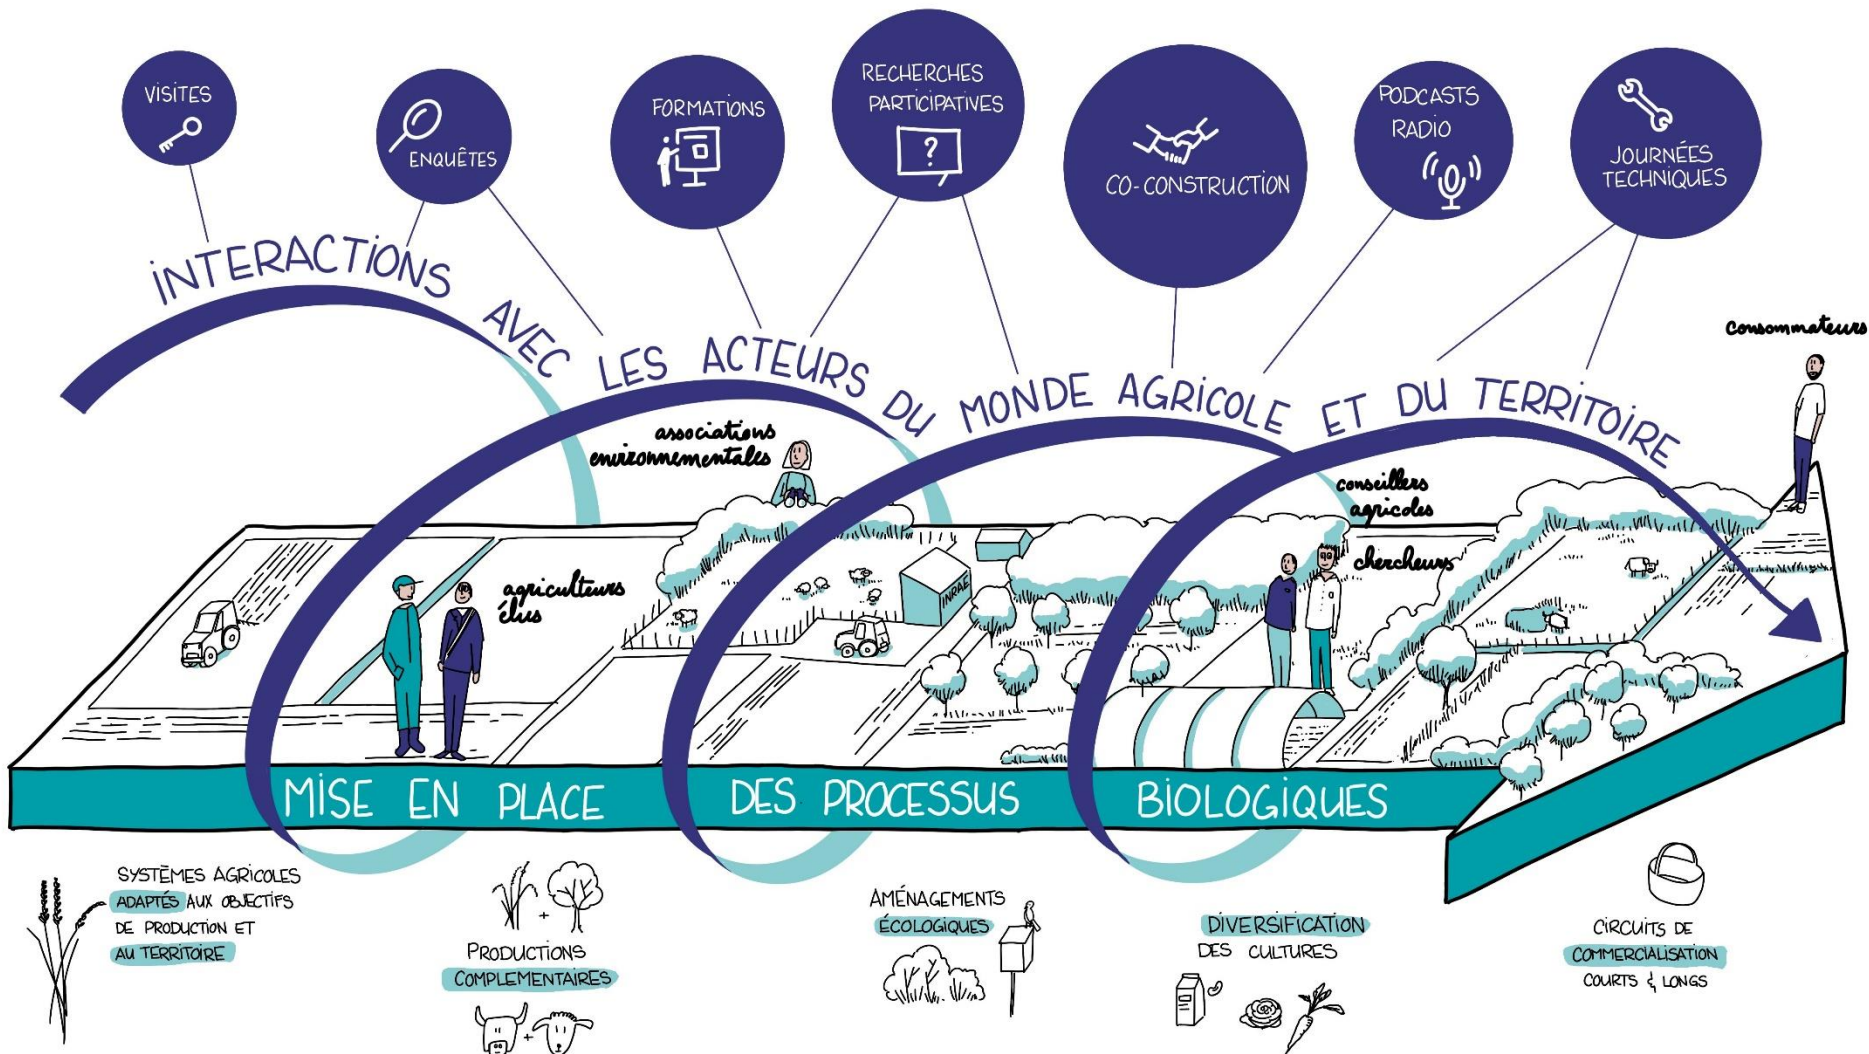 VISITES
ENQUÊTES
FORMATIONS
RECHERCHES
PARTICIPATIVES
?
CO-CONSTRUCTION
PODCASTS
RADIO
JOURNÉES
TECHNIQUES
INTERACTIONS AVEC LES ACTEURS DU MONDE AGRICOLE ET DU TERRITOIRE
consommateurs
associations
environnementales
conseillers
agricoles
chercheurs
agriculteurs
élus
INRAE
MISE EN PLACE DES PROCESSUS BIOLOGIQUES
SYSTÈMES AGRICOLES
ADAPTÉS AUX OBJECTIFS
DE PRODUCTION ET
AU TERRITOIRE
+
PRODUCTIONS
COMPLEMENTAIRES
+
AMÉNAGEMENTS
ÉCOLOGIQUES
DIVERSIFICATION
DES CULTURES
CIRCUITS DE
COMMERCIALISATION
COURTS & LONGS